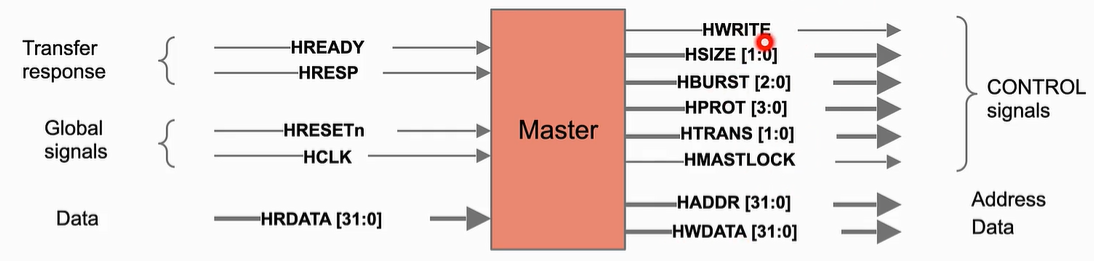 Transfer
response
HREADY
HRESP
Global
signals
HRESETn
HCLK
Data
HRDATA [31:0]
Master
HWRITE
HSIZE [1:0]
HBURST [2:0]
HPROT [3:0]
HTRANS [1:0]
HMASTLOCK
CONTROL
signals
HADDR [31:0]
Address
HWDATA [31:0]
Data